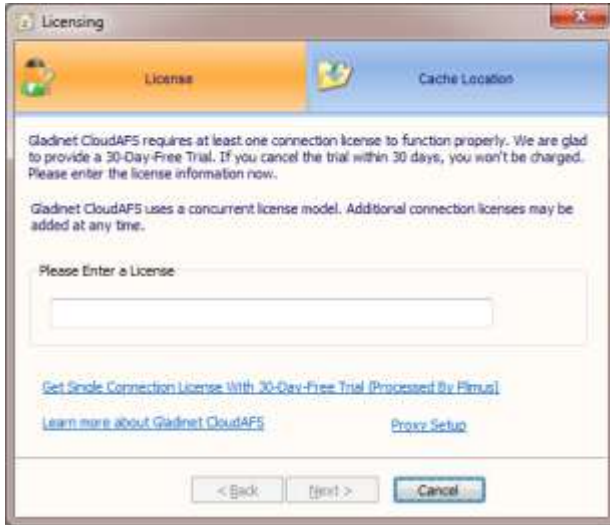 Licensing
License
Cache Location
Gladinet CloudAFS requires at least one connection license to function properly. We are glad
to provide a 30-Day-Free Trial. If you cancel the trial within 30 days, you won't be charged.
Please enter the license information now.
Gladinet CloudAFS uses a concurrent license model. Additional connection licenses may be
added at any time.
Please Enter a License
Get Single Connection License With 30-Day-Free Trial [Processed By Plimus]
Learn more about Gladinet CloudAFS
Proxy Setup
< Back
Next >
Cancel